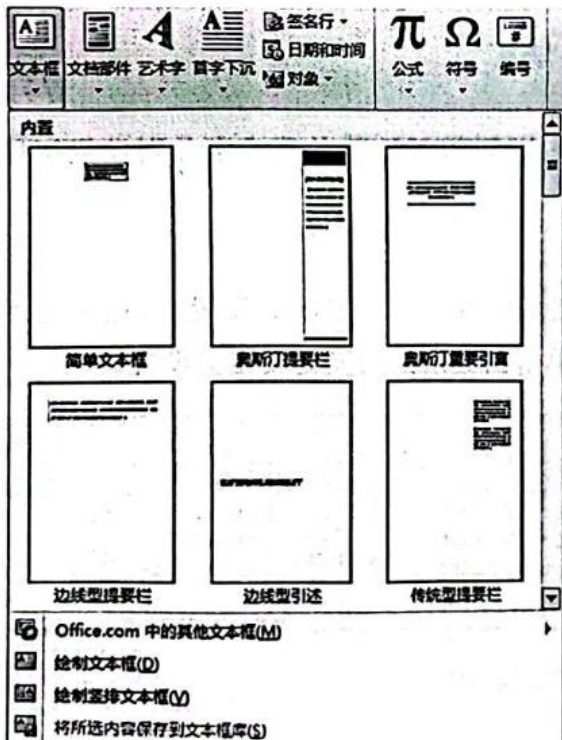 文本框 文档部件 艺术字 首字下沉
签名行
日期和时间
对象
公式 符号 编号
内置
简单文本框 奥斯汀提要栏 奥斯汀重要引言
边线型提要栏 边线型引述 传统型提要栏
Office.com 中的其他文本框(M)
绘制文本框(D)
绘制竖排文本框(V)
将所选内容保存到文本框库(S)